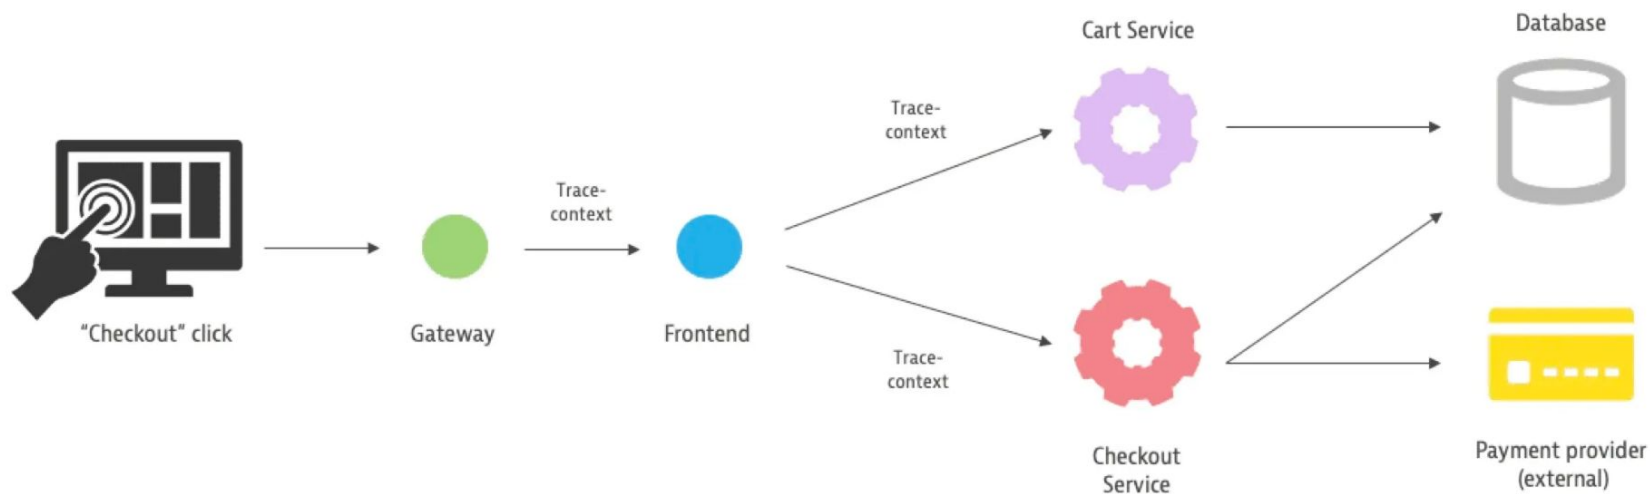 "Checkout" click
Gateway
Trace-
context
Frontend
Trace-
context
Trace-
context
Cart Service
Checkout
Service
Database
Payment provider
(external)